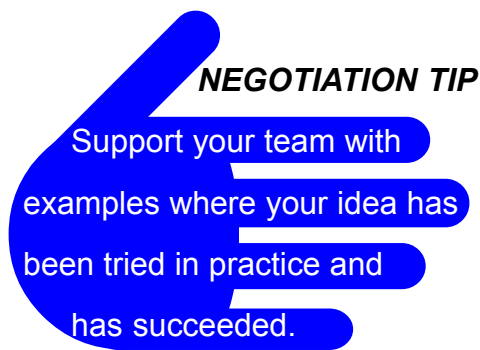 NEGOTIATION TIP
Support your team with
examples where your idea has
been tried in practice and
has succeeded.